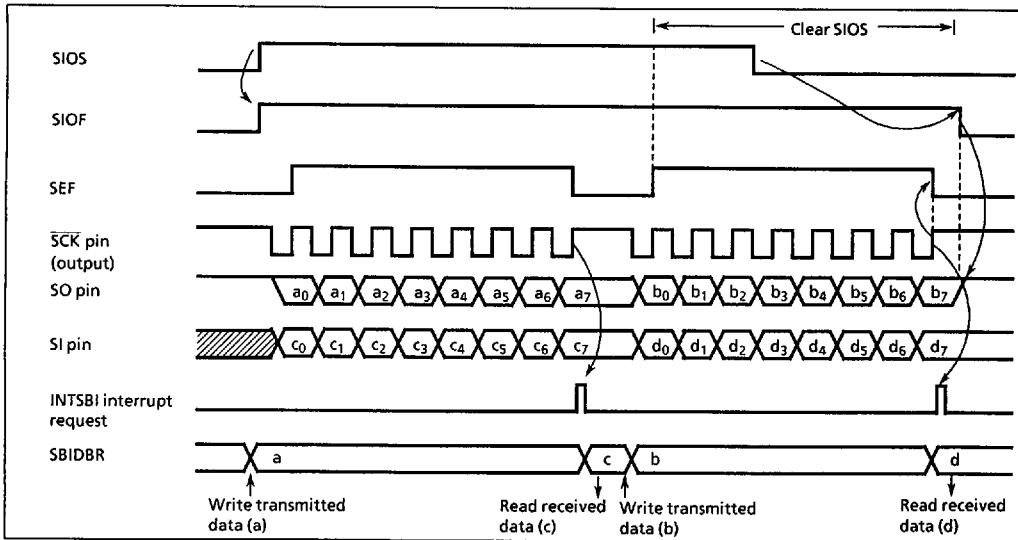 Clear SIOS
SIOS
SIOF
SEF
SCK pin
(output)
SO pin
a0 a1 a2 a3 a4 a5 a6 a7 b0 b1 b2 b3 b4 b5 b6 b7
SI pin
c0 c1 c2 c3 c4 c5 c6 c7 d0 d1 d2 d3 d4 d5 d6 d7
INTSBI interrupt
request
SBIDBR
a c b d
Write transmitted
data (a)
Read received
data (c)
Write transmitted
data (b)
Read received
data (d)